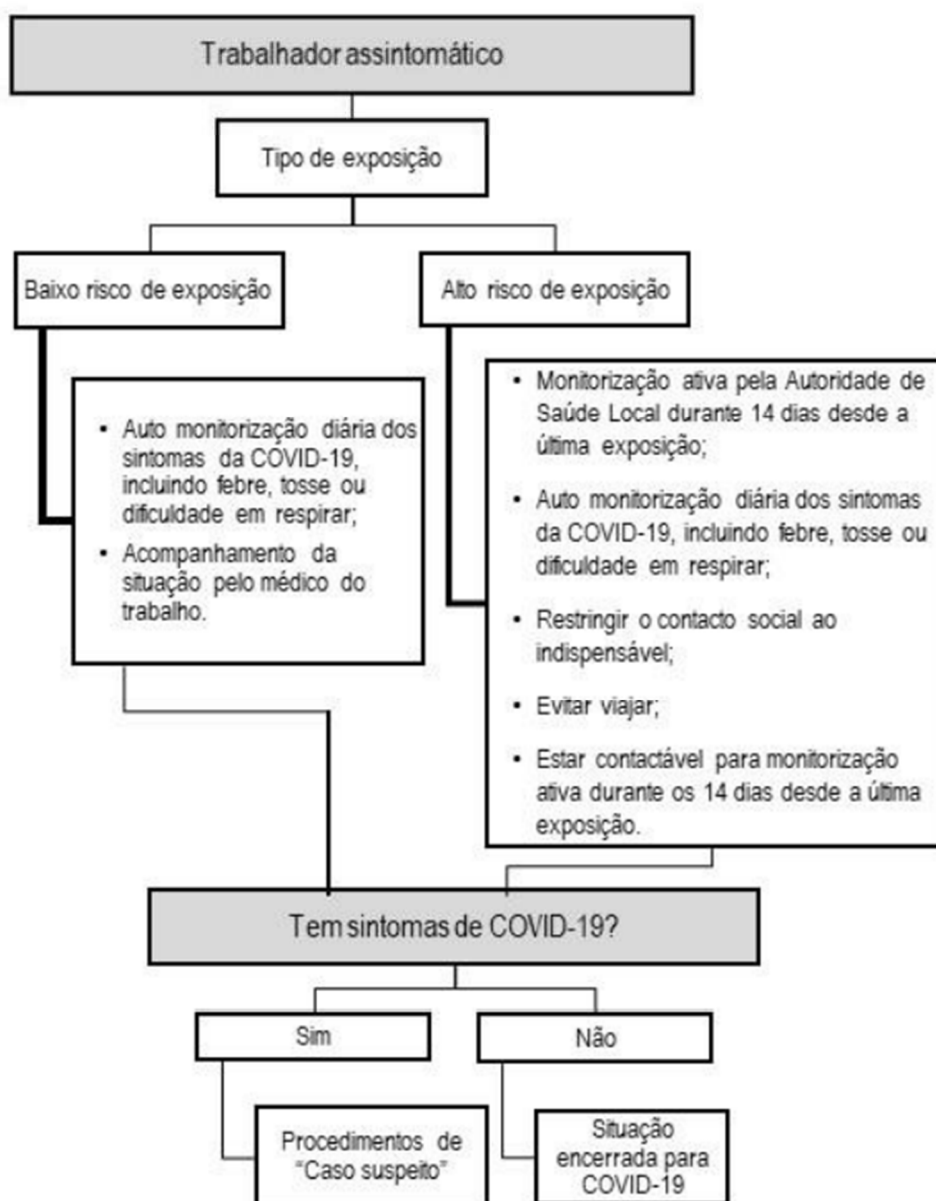 Trabalhador assintomático
Tipo de exposição
Baixo risco de exposição
Alto risco de exposição
• Auto monitorização diária dos
sintomas da COVID-19,
incluindo febre, tosse ou
dificuldade em respirar;
• Acompanhamento da
situação pelo médico do
trabalho.
• Monitorização ativa pela Autoridade de
Saúde Local durante 14 dias desde a
última exposição;
• Auto monitorização diária dos sintomas
da COVID-19, incluindo febre, tosse ou
dificuldade em respirar;
• Restringir o contacto social ao
indispensável;
• Evitar viajar;
• Estar contactável para monitorização
ativa durante os 14 dias desde a última
exposição.
Tem sintomas de COVID-19?
Sim
Não
Procedimentos de
“Caso suspeito”
Situação
encerrada para
COVID-19